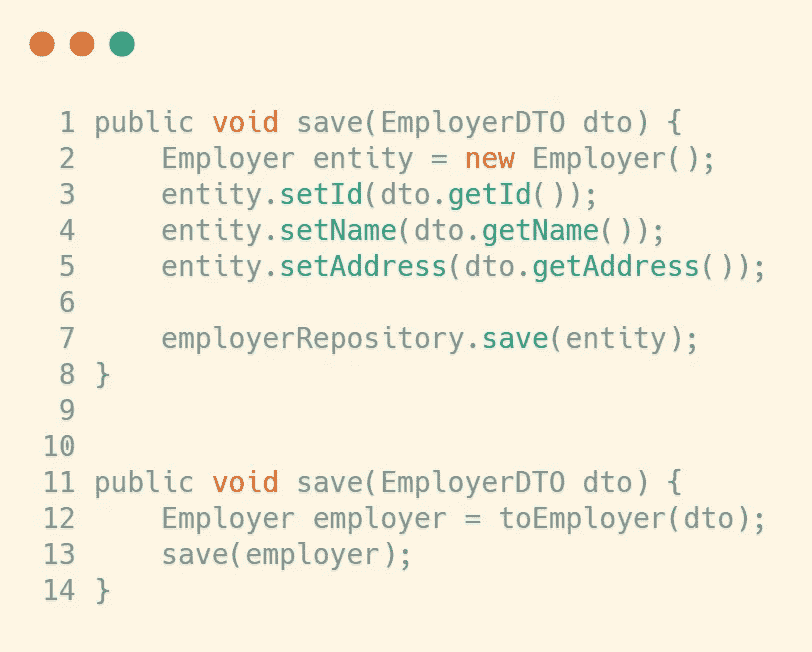 1 public void save(EmployerDTO dto) {
2     Employer entity = new Employer();
3     entity.setId(dto.getId());
4     entity.setName(dto.getName());
5     entity.setAddress(dto.getAddress());
6
7     employerRepository.save(entity);
8 }
9
10
11 public void save(EmployerDTO dto) {
12     Employer employer = toEmployer(dto);
13     save(employer);
14 }